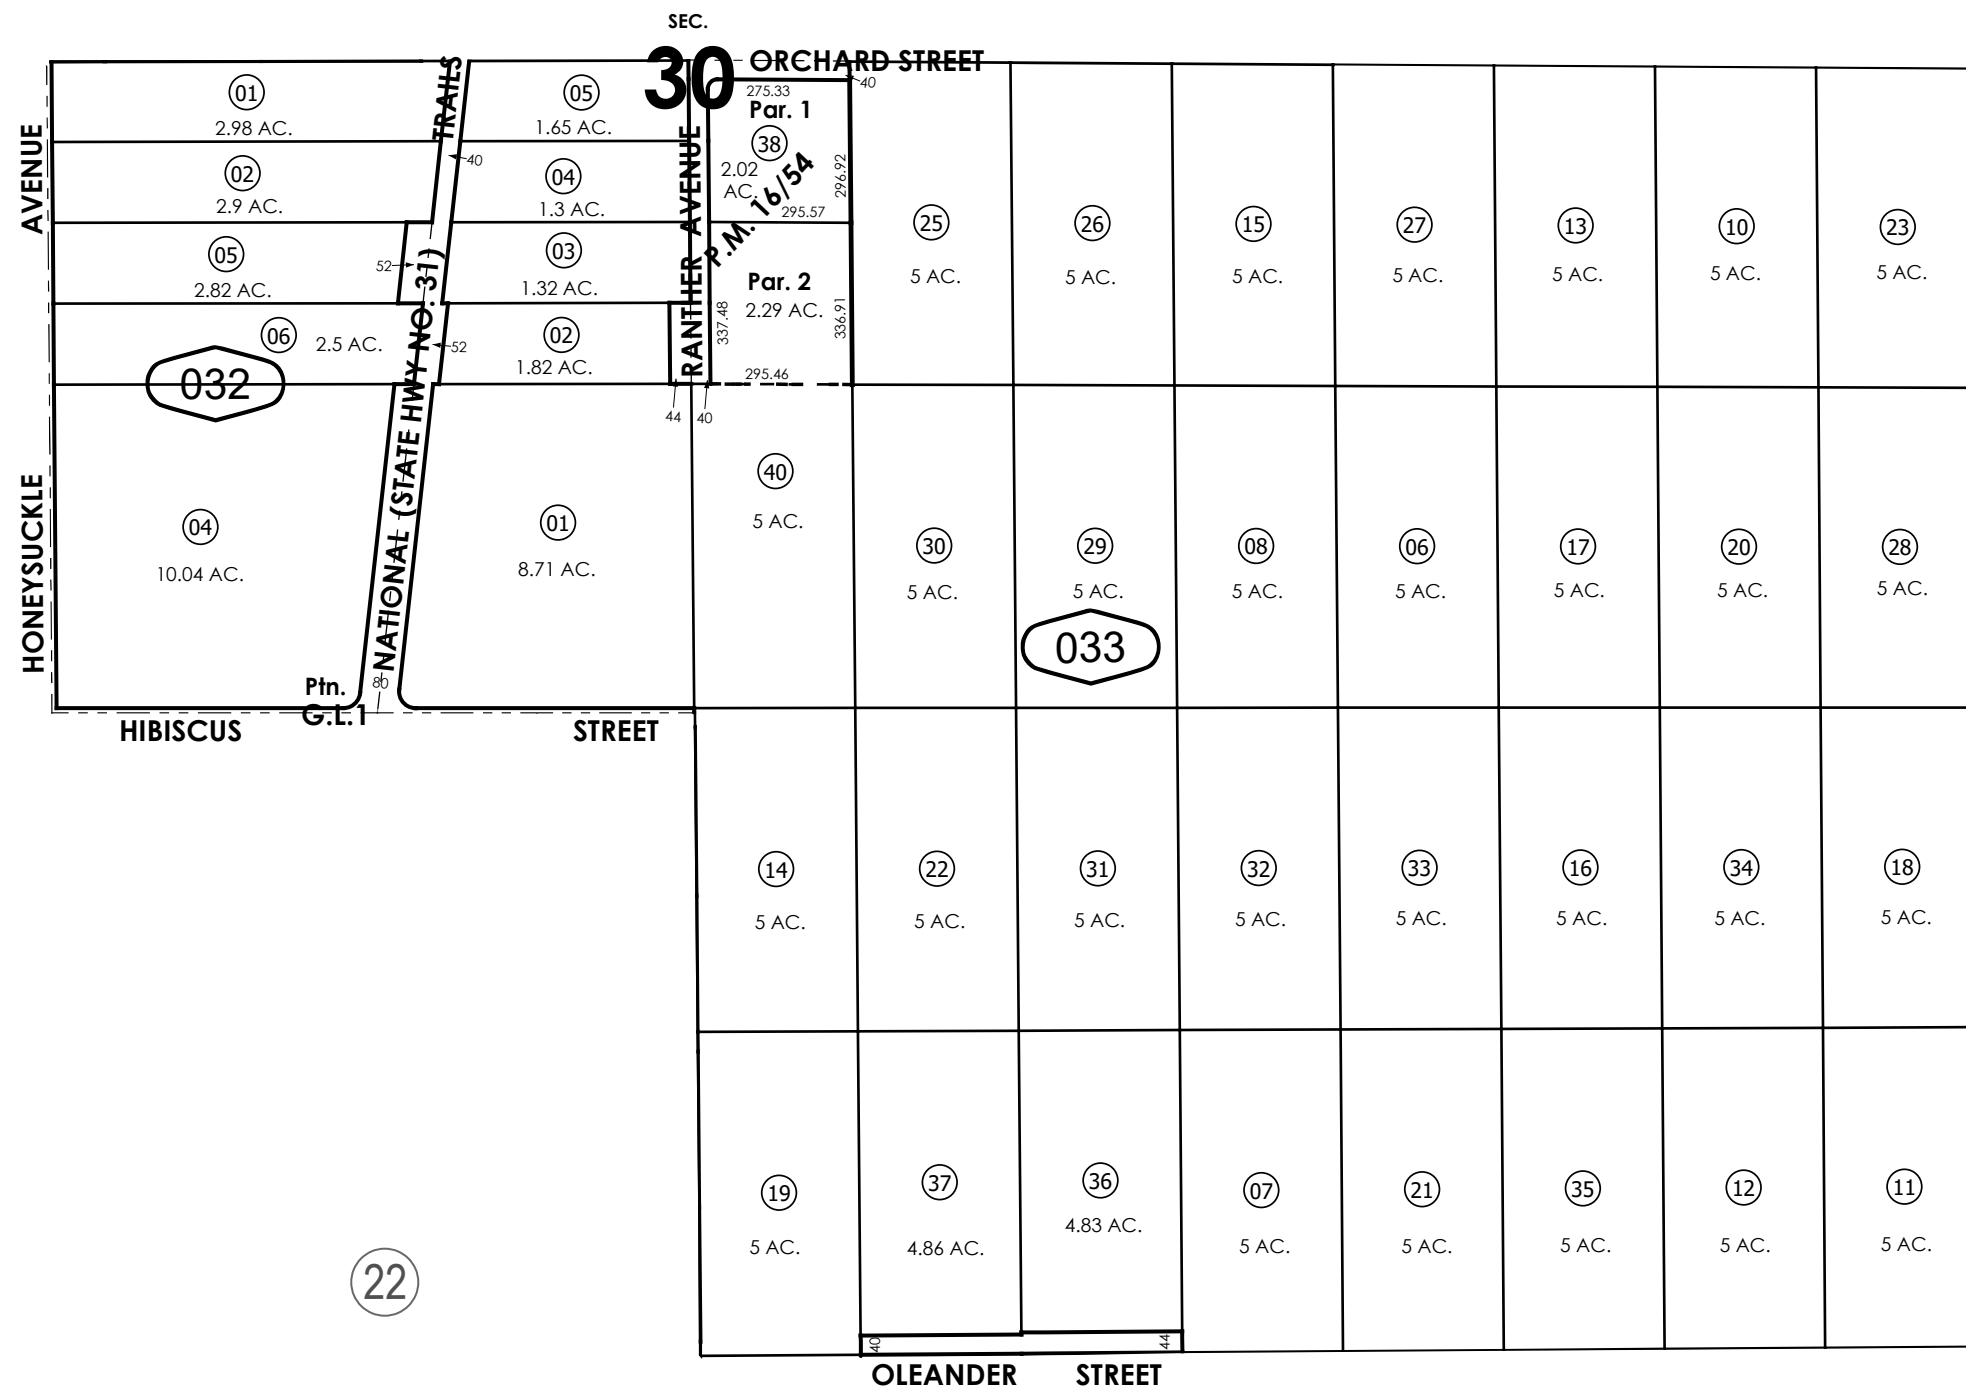 SEC.
30
ORCHARD STREET
AVENUE
HONEYSUCKLE
01
2.98 AC.
02
2.9 AC.
05
2.82 AC.
06
2.5 AC.
032
04
10.04 AC.
NATIONAL (STATE HWY NO. 31) TRAILS
40
52
52
80
05
1.65 AC.
04
1.3 AC.
03
1.32 AC.
02
1.82 AC.
01
8.71 AC.
Ptn.
G.L.1
HIBISCUS STREET
RANTHER AVENUE
44
40
275.33
40
Par. 1
38
2.02
AC.
296.92
P.M. 16/54
295.57
Par. 2
2.29 AC.
337.48
336.91
295.46
40
5 AC.
25
5 AC.
26
5 AC.
15
5 AC.
27
5 AC.
13
5 AC.
10
5 AC.
23
5 AC.
30
5 AC.
29
5 AC.
08
5 AC.
06
5 AC.
17
5 AC.
20
5 AC.
28
5 AC.
033
14
5 AC.
22
5 AC.
31
5 AC.
32
5 AC.
33
5 AC.
16
5 AC.
34
5 AC.
18
5 AC.
19
5 AC.
37
4.86 AC.
36
4.83 AC.
07
5 AC.
21
5 AC.
35
5 AC.
12
5 AC.
11
5 AC.
22
40
44
OLEANDER STREET